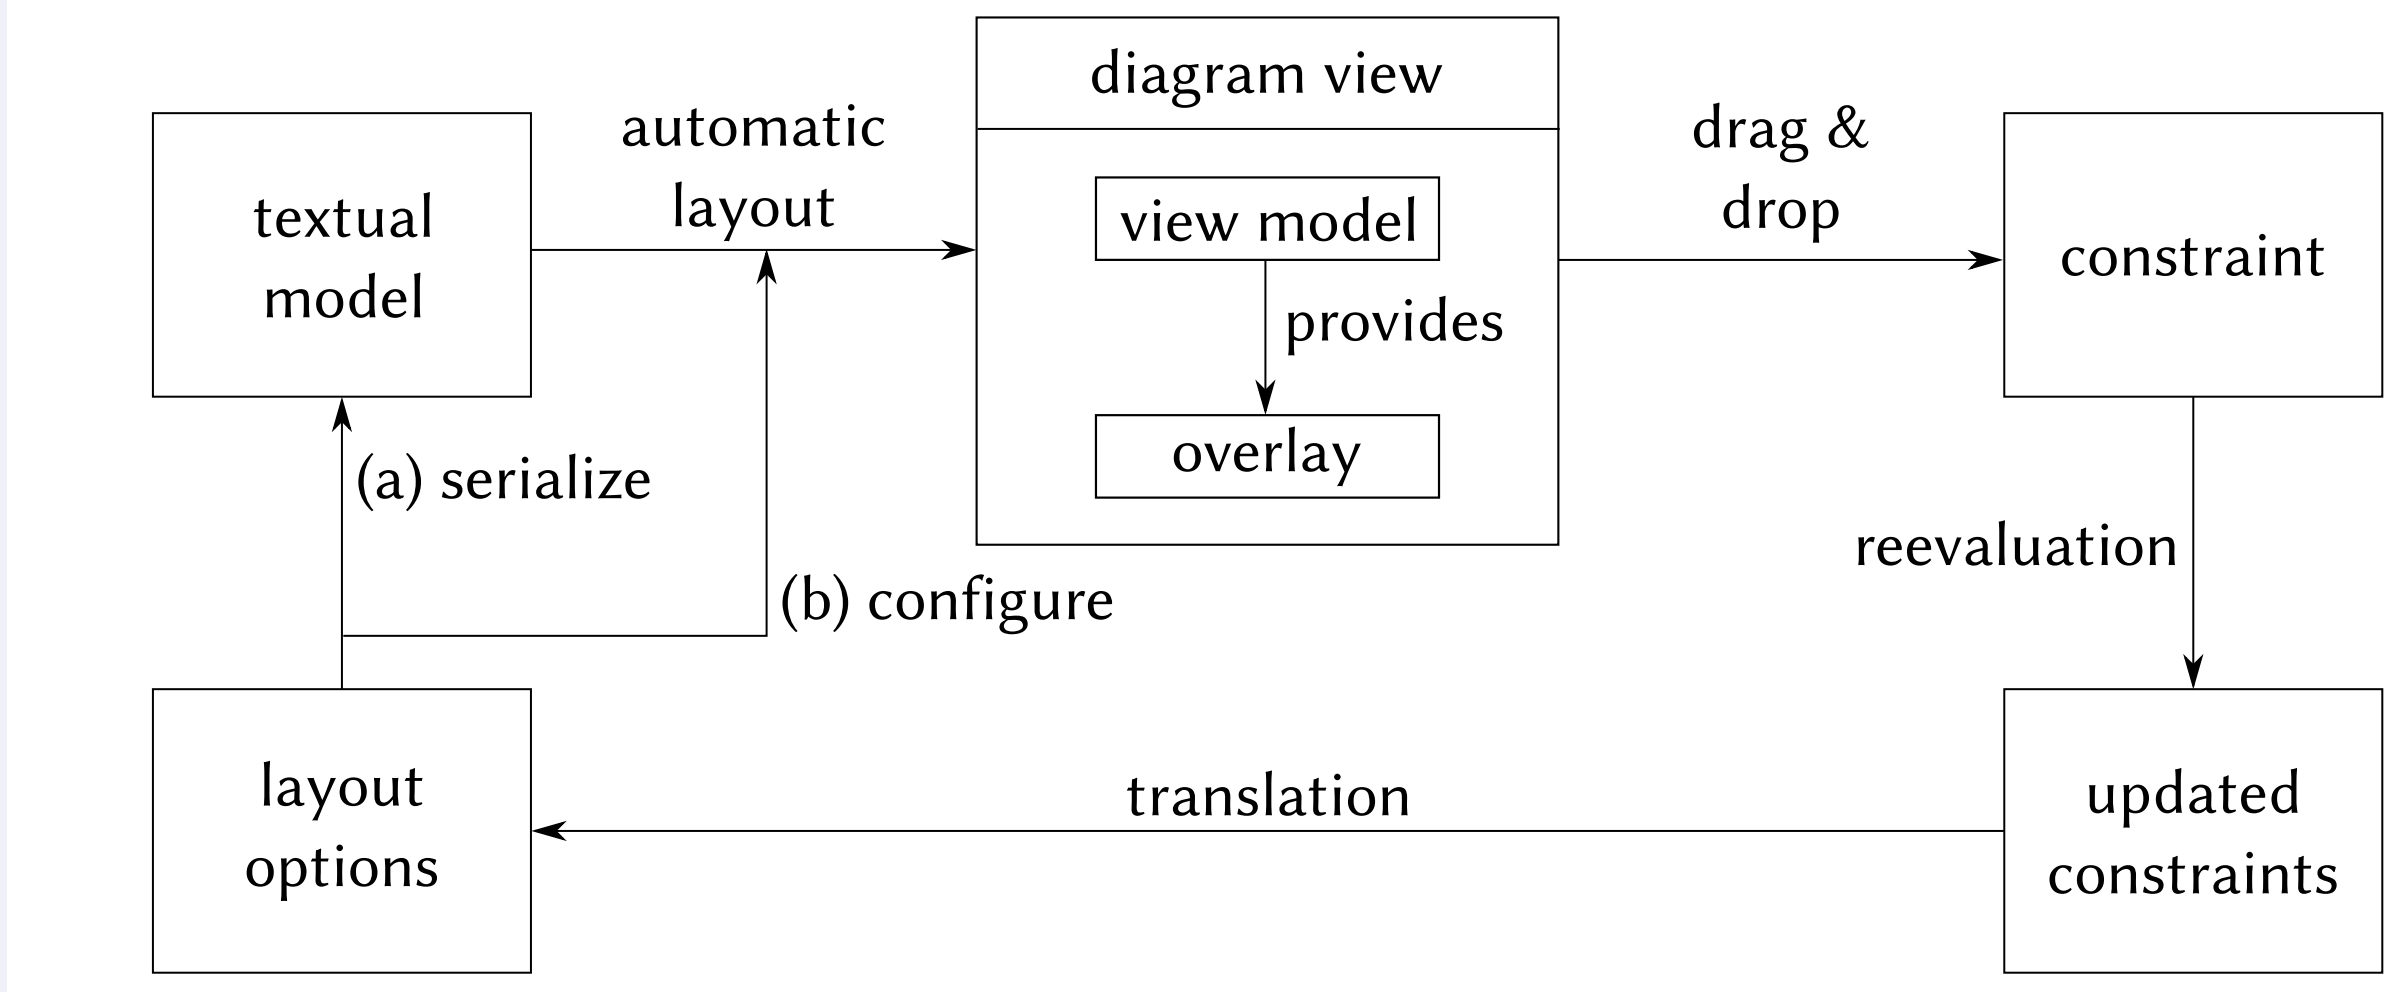 diagram view
automatic
layout
drag &
drop
textual
model
view model
constraint
provides
overlay
(a) serialize
reevaluation
(b) configure
layout
options
translation
updated
constraints